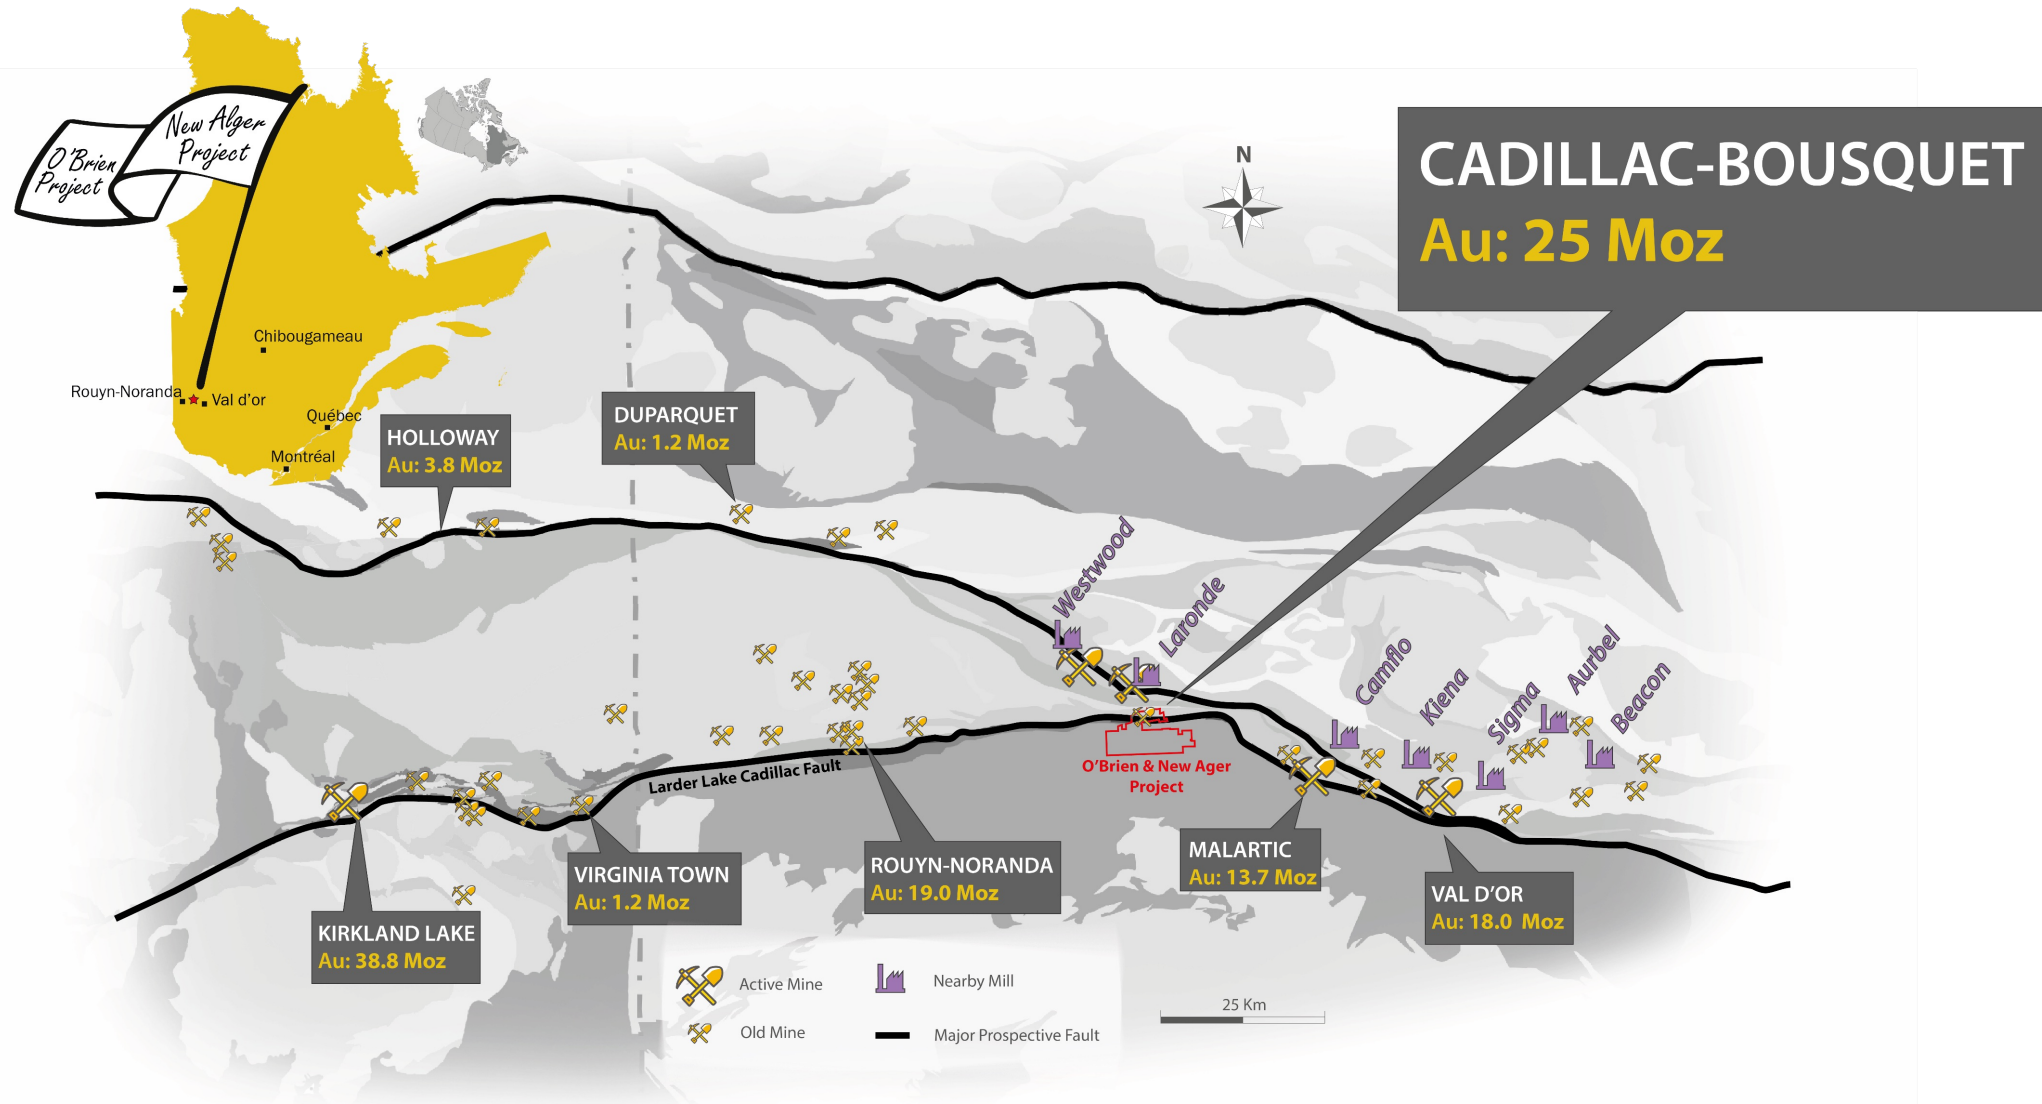 New Alger
Project
O'Brien
Project
N
CADILLAC-BOUSQUET
Au: 25 Moz
Chibougameau
Rouyn-Noranda
Val d'or
Québec
Montréal
HOLLOWAY
Au: 3.8 Moz
DUPARQUET
Au: 1.2 Moz
Westwood
Laronde
Camflo
Kiena
Sigma
Aurbel
Beacon
Larder Lake Cadillac Fault
O'Brien & New Ager
Project
KIRKLAND LAKE
Au: 38.8 Moz
VIRGINIA TOWN
Au: 1.2 Moz
ROUYN-NORANDA
Au: 19.0 Moz
MALARTIC
Au: 13.7 Moz
VAL D'OR
Au: 18.0 Moz
Active Mine
Nearby Mill
Old Mine
Major Prospective Fault
25 Km